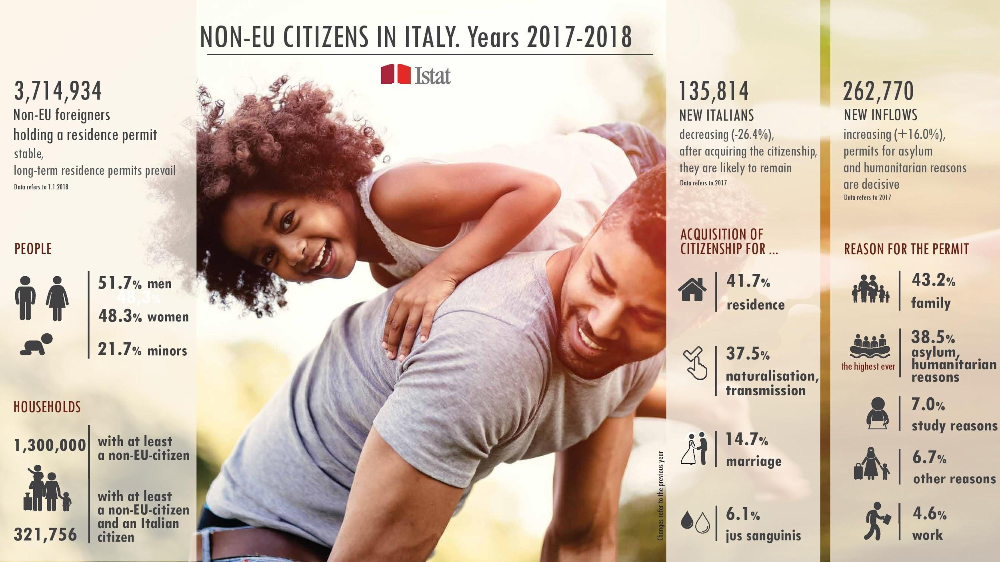 NON-EU CITIZENS IN ITALY. Years 2017-2018
Istat
3,714,934
Non-EU foreigners
holding a residence permit
stable,
long-term residence permits prevail
Data refers to 1.1.2018
PEOPLE
51.7% men
48,3%
48.3% women
21.7% minors
HOUSEHOLDS
1,300,000
with at least
a non-EU-citizen
321,756
with at least
a non-EU-citizen
and an Italian
citizen
Changes refer to the previous year
135,814
NEW ITALIANS
decreasing (-26.4%),
after acquiring the citizenship,
they are likely to remain
Data refers to 2017
ACQUISITION OF
CITIZENSHIP FOR ...
41.7%
residence
37.5%
naturalisation,
transmission
14.7%
marriage
6.1%
jus sanguinis
262,770
NEW INFLOWS
increasing (+16.0%),
permits for asylum
and humanitarian reasons
are decisive
Data refers to 2017
REASON FOR THE PERMIT
43.2%
family
the highest ever
38.5%
asylum,
humanitarian
reasons
7.0%
study reasons
6.7%
other reasons
4.6%
work